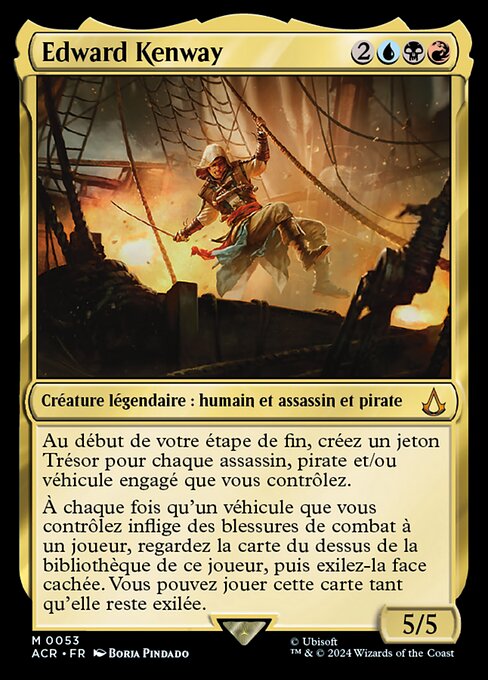 Edward Kenway
2
Créature légendaire : humain et assassin et pirate
Au début de votre étape de fin, créez un jeton
Trésor pour chaque assassin, pirate et/ou
véhicule engagé que vous contrôlez.
À chaque fois qu'un véhicule que vous
contrôlez inflige des blessures de combat à
un joueur, regardez la carte du dessus de la
bibliothèque de ce joueur, puis exilez-la face
cachée. Vous pouvez jouer cette carte tant
qu'elle reste exilée.
5/5
M 0053
ACR • FR Borja Pindado
© Ubisoft
™ & © 2024 Wizards of the Coast